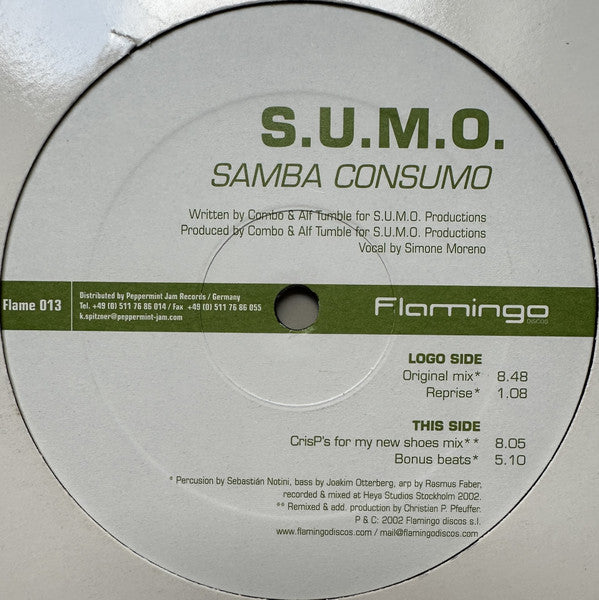 S.U.M.O.
SAMBA CONSUMO
Written by Combo & Alf Tumble for S.U.M.O. Productions
Produced by Combo & Alf Tumble for S.U.M.O. Productions
Vocal by Simone Moreno
Flame 013
Distributed by Peppermint Jam Records / Germany
Tel. +49 (0) 511 76 86 014 / Fax +49 (0) 511 76 86 055
k.spitzner@peppermint-jam.com
Flamingo
DISCOS
LOGO SIDE
Original mix* 8.48
Reprise* 1.08
THIS SIDE
CrisP's for my new shoes mix** 8.05
Bonus beats* 5.10
* Percusion by Sebastián Notini, bass by Joakim Otterberg, arp by Rasmus Faber,
recorded & mixed at Heya Studios Stockholm 2002.
** Remixed & add. production by Christian P. Pfeuffer.
P & C: 2002 Flamingo discos s.l.
www.flamingodiscos.com / mail@flamingodiscos.com